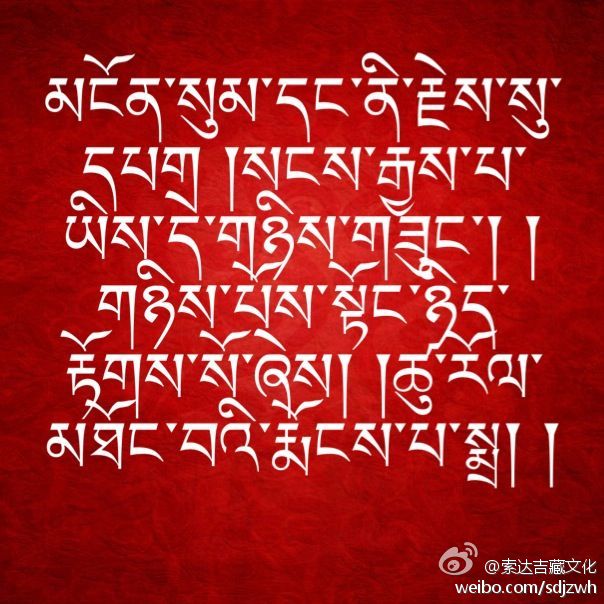 མངོན་སུམ་དང་ནི་རྗེས་སུ་
དཔག །སངས་རྒྱས་པ་
ཡིས་ད་གཉིས་གཟུང་། །
གཉིས་པོས་སྟོང་ཉིད་
རྟོགས་སོ་ཞེས། །ཚུ་རོལ་
མཐོང་བའི་རྨོངས་པ་སྨྲ། །
@索达吉藏文化
weibo.com/sdjzwh